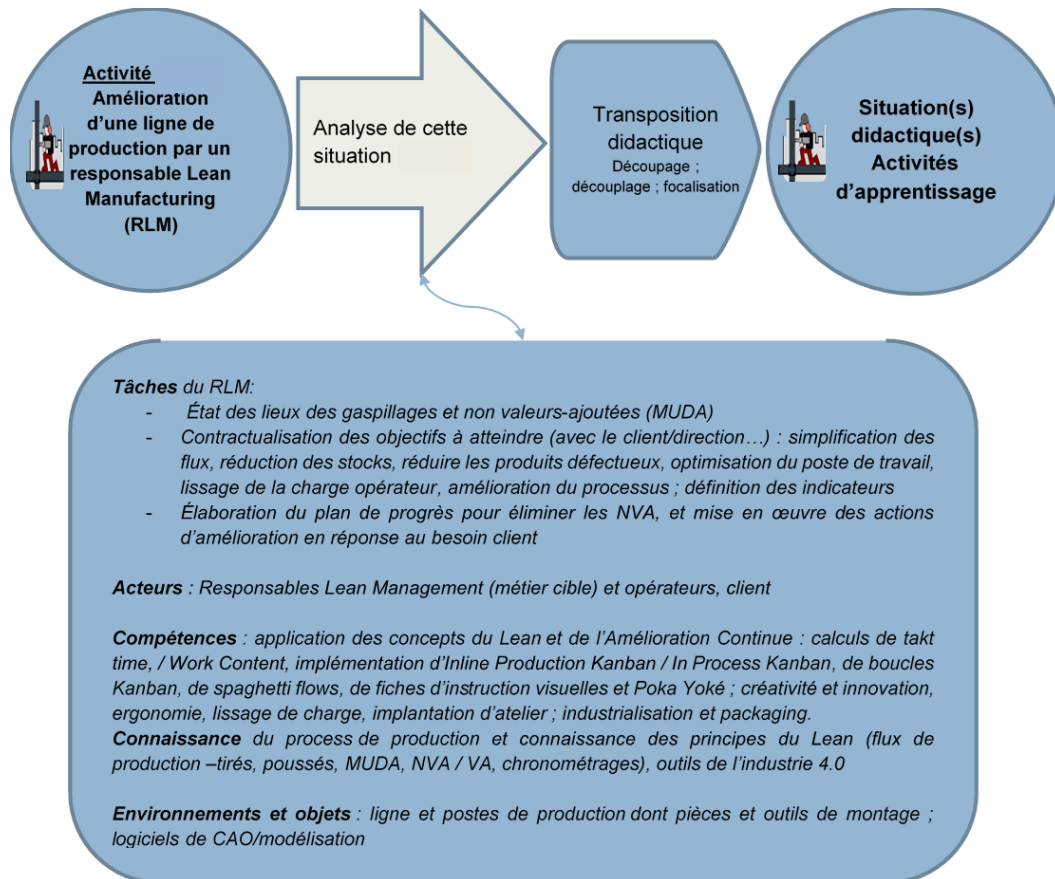 Activité
Amélioration
d’une ligne de
production par un
responsable Lean
Manufacturing
(RLM)
Analyse de cette
situation
Transposition
didactique
Découpage ;
découplage ; focalisation
Situation(s)
didactique(s)
Activités
d’apprentissage
Tâches du RLM:
- État des lieux des gaspillages et non valeurs-ajoutées (MUDA)
- Contractualisation des objectifs à atteindre (avec le client/direction…) : simplification des
flux, réduction des stocks, réduire les produits défectueux, optimisation du poste de travail,
lissage de la charge opérateur, amélioration du processus ; définition des indicateurs
- Élaboration du plan de progrès pour éliminer les NVA, et mise en œuvre des actions
d’amélioration en réponse au besoin client
Acteurs : Responsables Lean Management (métier cible) et opérateurs, client
Compétences : application des concepts du Lean et de l’Amélioration Continue : calculs de takt
time, / Work Content, implémentation d’Inline Production Kanban / In Process Kanban, de boucles
Kanban, de spaghetti flows, de fiches d’instruction visuelles et Poka Yoké ; créativité et innovation,
ergonomie, lissage de charge, implantation d’atelier ; industrialisation et packaging.
Connaissance du process de production et connaissance des principes du Lean (flux de
production –tirés, poussés, MUDA, NVA / VA, chronométrages), outils de l’industrie 4.0
Environnements et objets : ligne et postes de production dont pièces et outils de montage ;
logiciels de CAO/modélisation